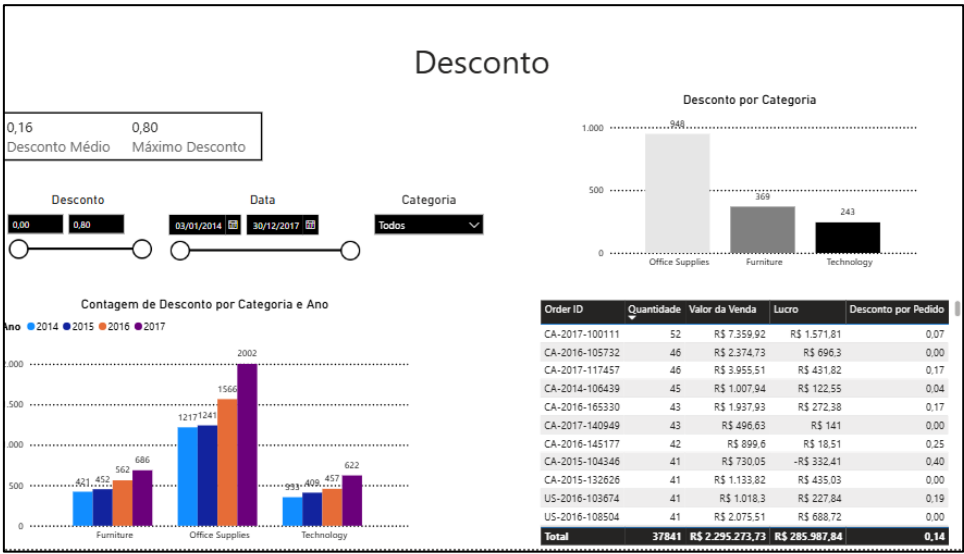 Desconto
0,16 0,80
Desconto Médio Máximo Desconto
Desconto Data Categoria
0,00 0,80 03/01/2014 30/12/2017 Todos
Desconto por Categoria
1.000
500
0
948
369
243
Office Supplies Furniture Technology
Contagem de Desconto por Categoria e Ano
Ano 2014 2015 2016 2017
2.000
1.500
1.000
500
0
421 452 562 686
1217 1241 1566 2002
409 457 622
Furniture Office Supplies Technology
Order ID Quantidade Valor da Venda Lucro Desconto por Pedido
CA-2017-100111 52 R$ 7.359,92 R$ 1.571,81 0,07
CA-2016-105732 46 R$ 2.374,73 R$ 696,3 0,00
CA-2017-117457 46 R$ 3.955,51 R$ 431,82 0,17
CA-2014-106439 45 R$ 1.007,94 R$ 122,55 0,04
CA-2016-165330 43 R$ 1.937,93 R$ 272,38 0,17
CA-2017-140949 43 R$ 496,63 R$ 141 0,00
CA-2016-145177 42 R$ 899,6 R$ 18,51 0,25
CA-2015-104346 41 R$ 730,05 -R$ 332,41 0,40
CA-2015-132626 41 R$ 1.133,82 R$ 435,03 0,00
US-2016-103674 41 R$ 1.018,3 R$ 227,84 0,19
US-2016-108504 41 R$ 2.075,51 R$ 688,72 0,00
Total 37841 R$ 2.295.273,73 R$ 285.987,84 0,14